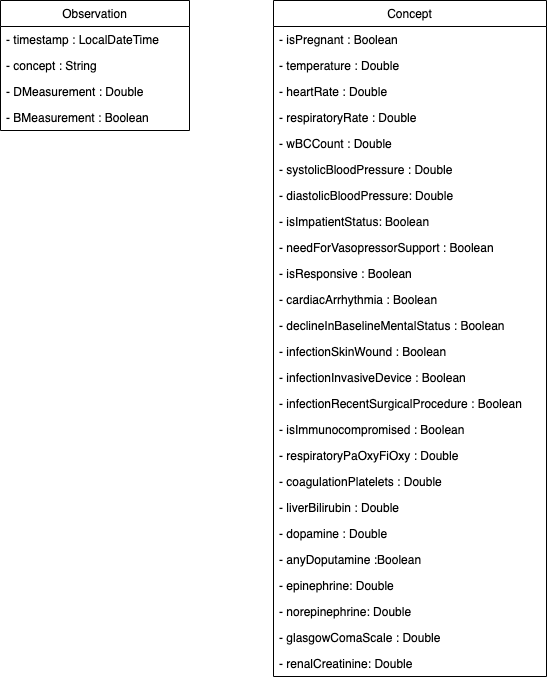 Observation
- timestamp : LocalDateTime
- concept : String
- DMeasurement : Double
- BMeasurement : Boolean
Concept
- isPregnant : Boolean
- temperature : Double
- heartRate : Double
- respiratoryRate : Double
- wBCCount : Double
- systolicBloodPressure : Double
- diastolicBloodPressure: Double
- isImpatientStatus: Boolean
- needForVasopressorSupport : Boolean
- isResponsive : Boolean
- cardiacArrhythmia : Boolean
- declineInBaselineMentalStatus : Boolean
- infectionSkinWound : Boolean
- infectionInvasiveDevice : Boolean
- infectionRecentSurgicalProcedure : Boolean
- isImmunocompromised : Boolean
- respiratoryPaOxyFiOxy : Double
- coagulationPlatelets : Double
- liverBilirubin : Double
- dopamine : Double
- anyDoputamine :Boolean
- epinephrine: Double
- norepinephrine: Double
- glasgowComaScale : Double
- renalCreatinine: Double